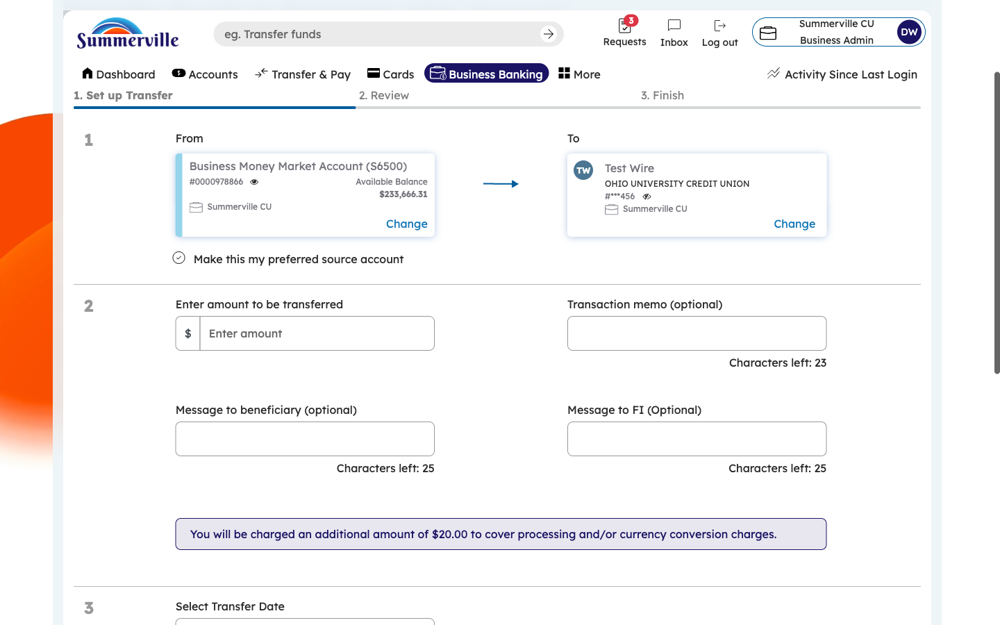 Summerville
eg. Transfer funds
3
Requests
Inbox
Log out
Summerville CU
Business Admin
DW
Dashboard
Accounts
Transfer & Pay
Cards
Business Banking
More
Activity Since Last Login
1. Set up Transfer
2. Review
3. Finish
1
From
Business Money Market Account (S6500)
#0000978866
Available Balance
$233,666.31
Summerville CU
Change
To
TW
Test Wire
OHIO UNIVERSITY CREDIT UNION
#***456
Summerville CU
Change
Make this my preferred source account
2
Enter amount to be transferred
$
Enter amount
Transaction memo (optional)
Characters left: 23
Message to beneficiary (optional)
Characters left: 25
Message to FI (Optional)
Characters left: 25
You will be charged an additional amount of $20.00 to cover processing and/or currency conversion charges.
3
Select Transfer Date